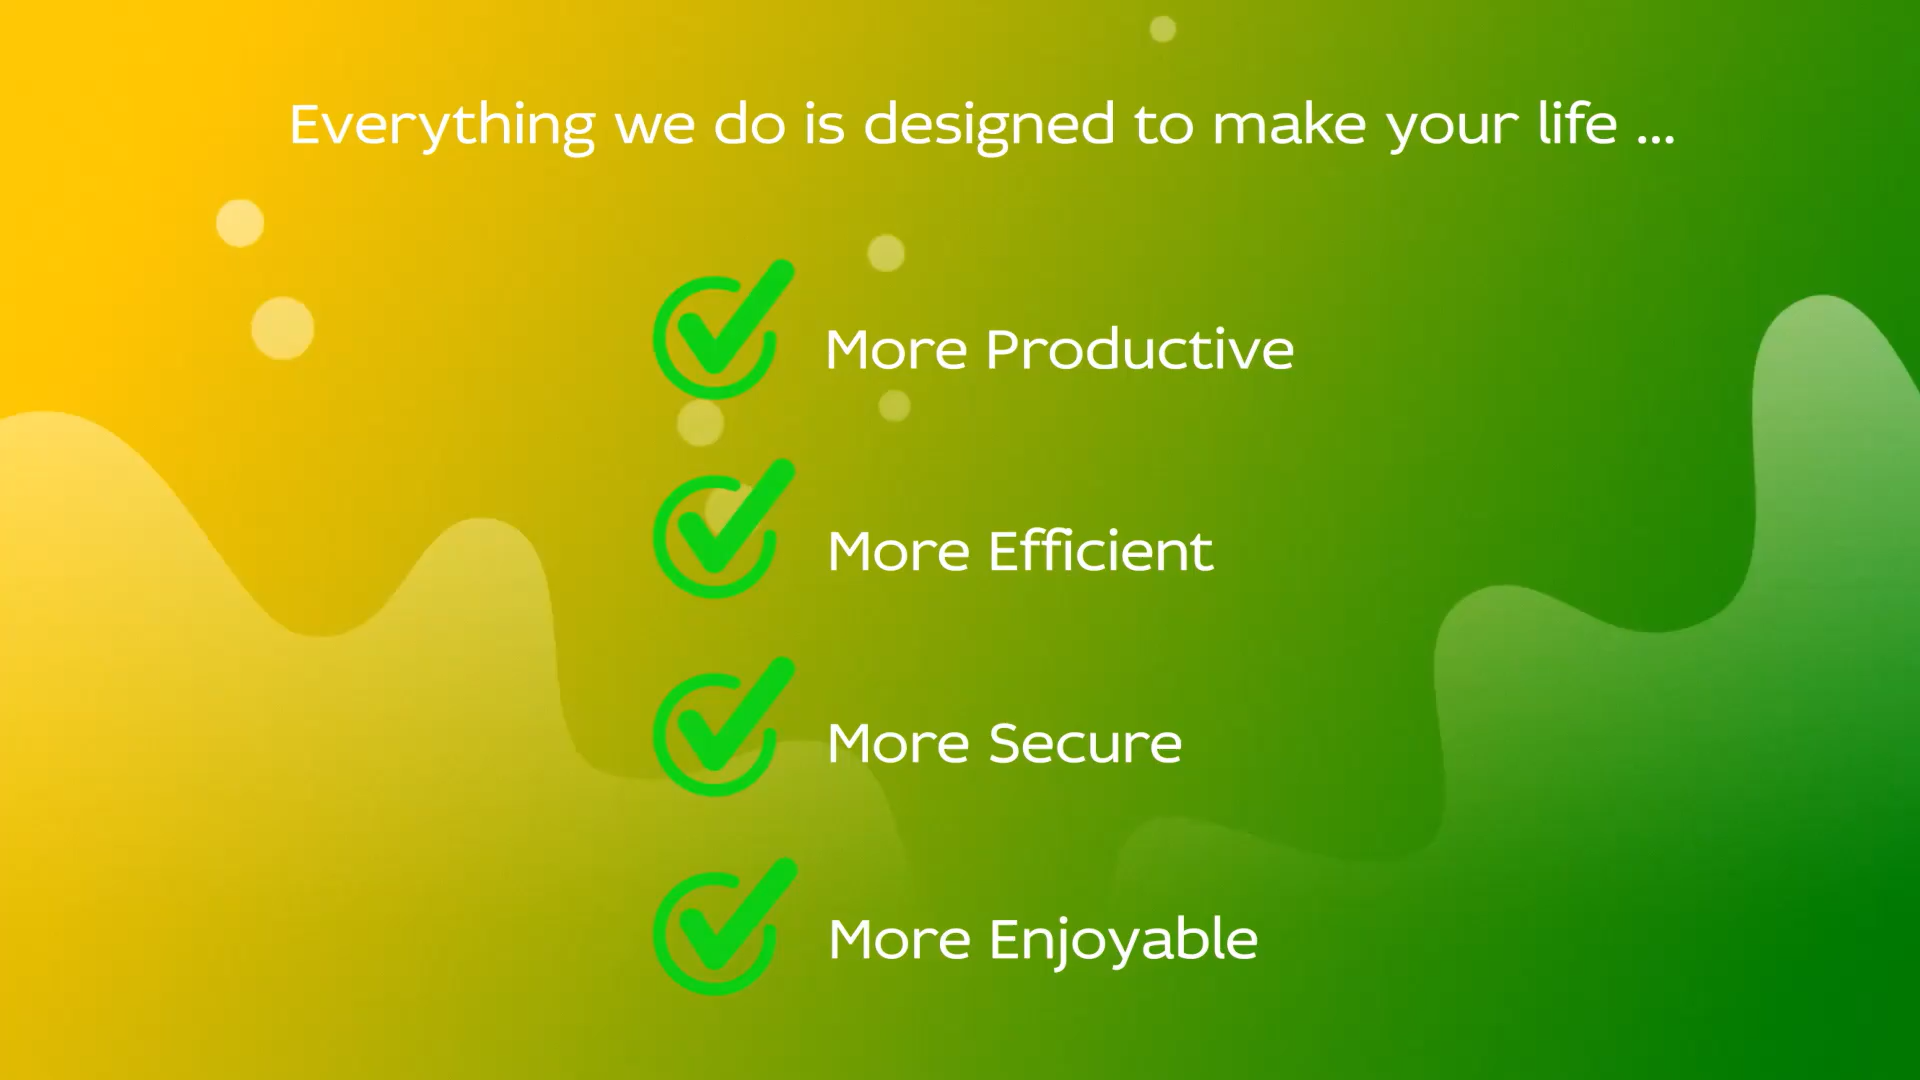 Everything we do is designed to make your life ...
More Productive
More Efficient
More Secure
More Enjoyable